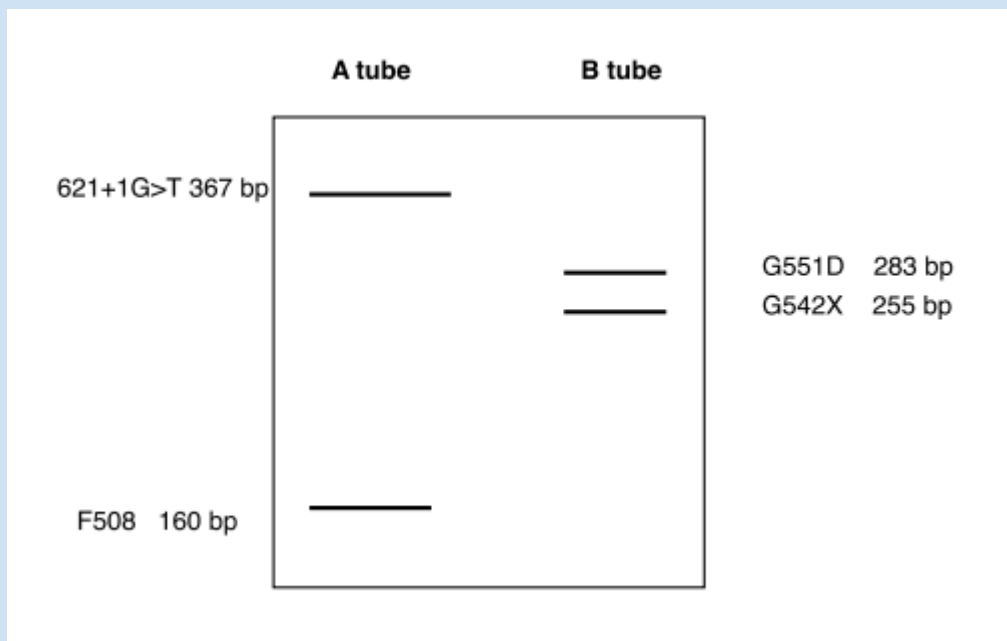 A tube B tube
621+1G>T 367 bp
G551D 283 bp
G542X 255 bp
F508 160 bp